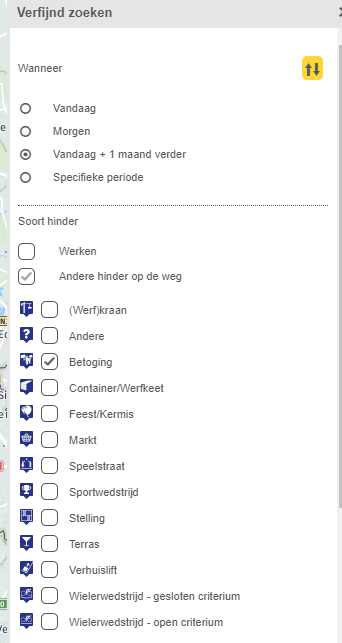 Verfijnd zoeken
Wanneer
Vandaag
Morgen
Vandaag + 1 maand verder
Specifieke periode
Soort hinder
Werken
Andere hinder op de weg
(Werf)kraan
Andere
Betoging
Container/Werfkeet
Feest/Kermis
Markt
Speelstraat
Sportwedstrijd
Stelling
Terras
Verhuislift
Wielerwedstrijd - gesloten criterium
Wielerwedstrijd - open criterium